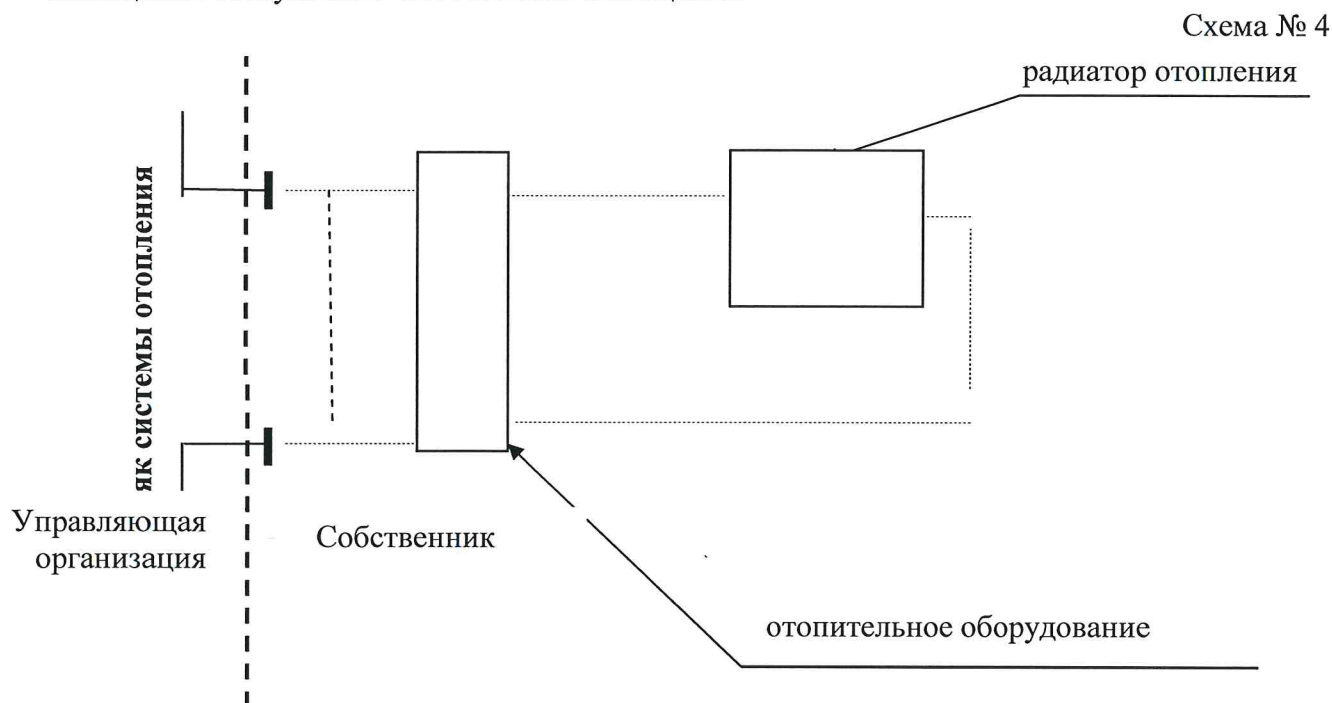 Схема № 4
радиатор отопления
як системы отопления
Управляющая
организация
Собственник
отопительное оборудование